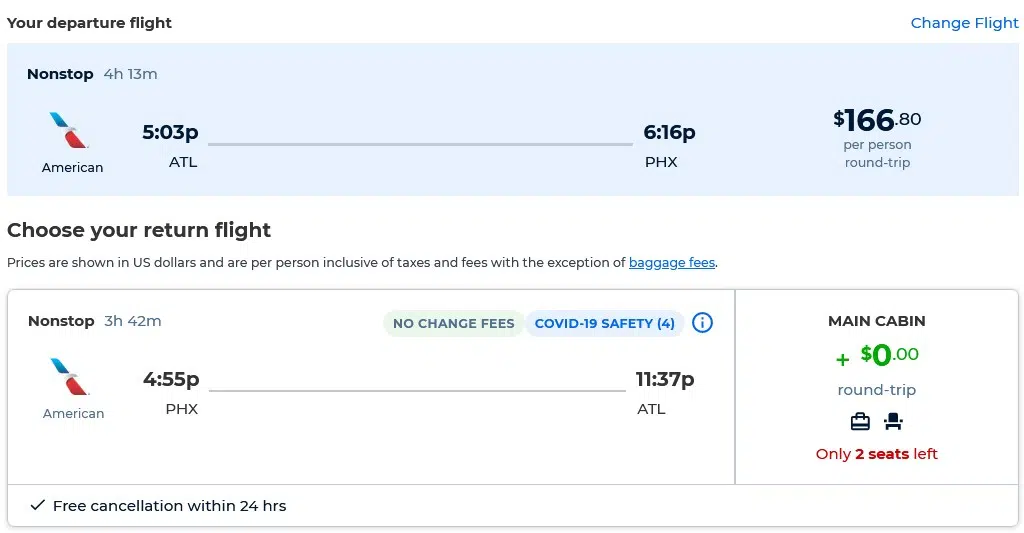 Your departure flight Change Flight
Nonstop 4h 13m
5:03p 6:16p $166.80
ATL PHX per person
American round-trip
Choose your return flight
Prices are shown in US dollars and are per person inclusive of taxes and fees with the exception of baggage fees.
Nonstop 3h 42m NO CHANGE FEES COVID-19 SAFETY (4) i
4:55p 11:37p
PHX ATL
American
MAIN CABIN
+ $0.00
round-trip
Only 2 seats left
Free cancellation within 24 hrs